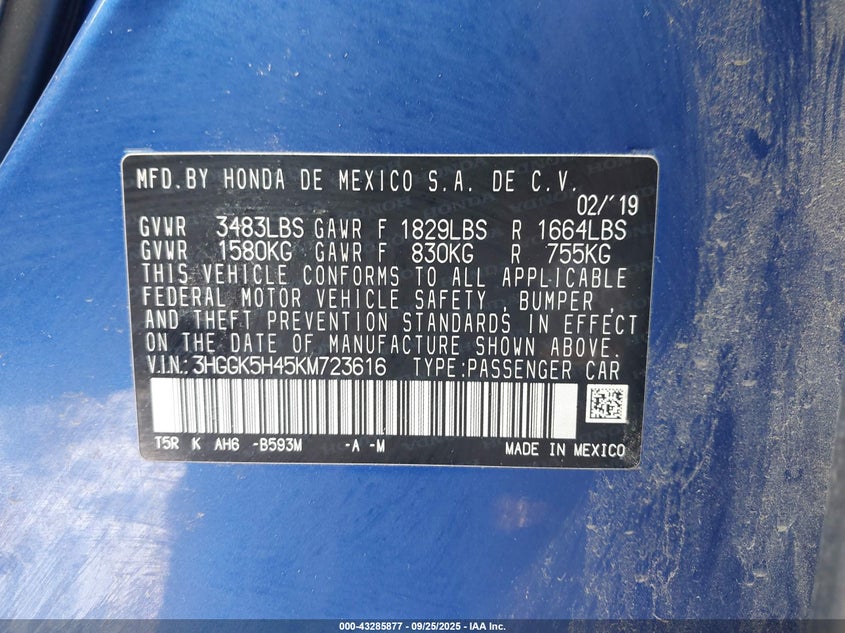 MFD.BY HONDA DE MEXICO S.A. DE C.V.
02/'19
GVWR 3483LBS GAWR F 1829LBS R 1664LBS
GVWR 1580KG GAWR F 830KG R 755KG
THIS VEHICLE CONFORMS TO ALL APPLICABLE
FEDERAL MOTOR VEHICLE SAFETY , BUMPER ,
AND THEFT PREVENTION STANDARDS IN EFFECT
ON THE DATE OF MANUFACTURE SHOWN ABOVE.
V.I.N.:3HGGK5H45KM723616 TYPE:PASSENGER CAR
T5R K AH6 -B593M -A -M MADE IN MEXICO
000-43285877 - 09/25/2025 - IAA Inc.